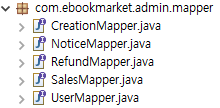 com.ebookmarket.admin.mapper
CreationMapper.java
NoticeMapper.java
RefundMapper.java
SalesMapper.java
UserMapper.java